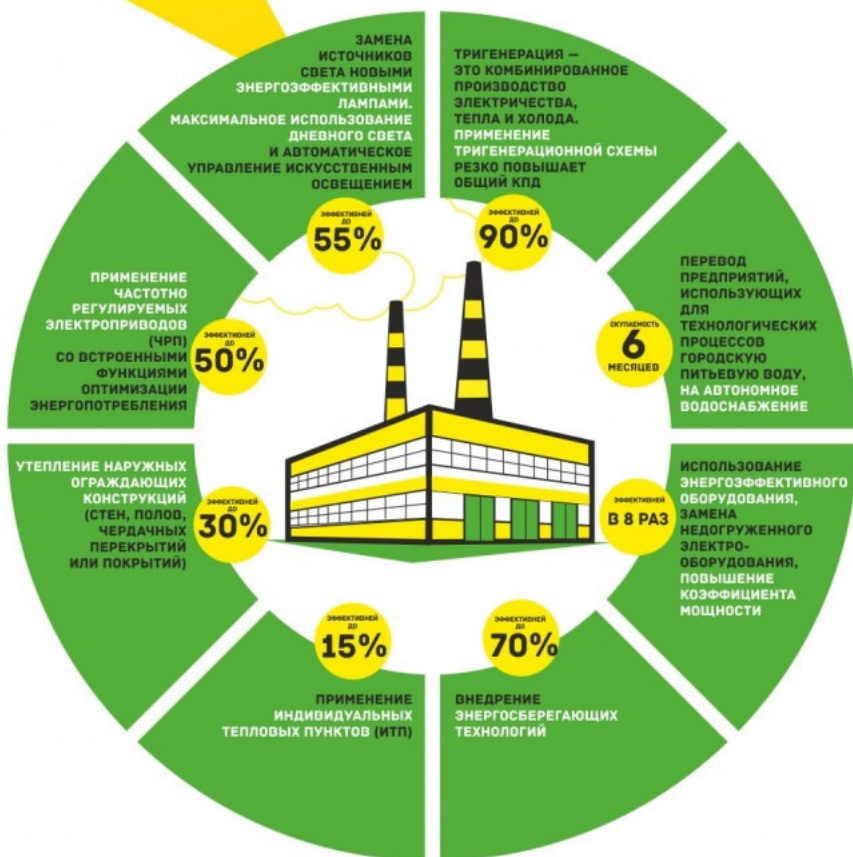 ЗАМЕНА
ИСТОЧНИКОВ
СВЕТА НОВЫМИ
ЭНЕРГОЭФФЕКТИВНЫМИ
ЛАМПАМИ.
МАКСИМАЛЬНОЕ ИСПОЛЬЗОВАНИЕ
ДНЕВНОГО СВЕТА
И АВТОМАТИЧЕСКОЕ
УПРАВЛЕНИЕ ИСКУССТВЕННЫМ
ОСВЕЩЕНИЕМ
ЭФФЕКТИВНЕЙ
ДО
55%
ТРИГЕНЕРАЦИЯ —
ЭТО КОМБИНИРОВАННОЕ
ПРОИЗВОДСТВО
ЭЛЕКТРИЧЕСТВА,
ТЕПЛА И ХОЛОДА.
ПРИМЕНЕНИЕ
ТРИГЕНЕРАЦИОННОЙ СХЕМЫ
РЕЗКО ПОВЫШАЕТ
ОБЩИЙ КПД
ЭФФЕКТИВНЕЙ
ДО
90%
ПЕРЕВОД
ПРЕДПРИЯТИЙ,
ИСПОЛЬЗУЮЩИХ
ДЛЯ
ТЕХНОЛОГИЧЕСКИХ
ПРОЦЕССОВ
ГОРОДСКУЮ
ПИТЬЕВУЮ ВОДУ,
НА АВТОНОМНОЕ
ВОДОСНАБЖЕНИЕ
ОКУПАЕМОСТЬ
6
МЕСЯЦЕВ
ИСПОЛЬЗОВАНИЕ
ЭНЕРГОЭФФЕКТИВНОГО
ОБОРУДОВАНИЯ,
ЗАМЕНА
НЕДОГРУЖЕННОГО
ЭЛЕКТРО-
ОБОРУДОВАНИЯ,
ПОВЫШЕНИЕ
КОЭФФИЦИЕНТА
МОЩНОСТИ
ЭФФЕКТИВНЕЙ
В 8 РАЗ
ЭФФЕКТИВНЕЙ
ДО
70%
ВНЕДРЕНИЕ
ЭНЕРГОСБЕРЕГАЮЩИХ
ТЕХНОЛОГИЙ
ЭФФЕКТИВНЕЙ
ДО
15%
ПРИМЕНЕНИЕ
ИНДИВИДУАЛЬНЫХ
ТЕПЛОВЫХ ПУНКТОВ (ИТП)
УТЕПЛЕНИЕ НАРУЖНЫХ
ОГРАЖДАЮЩИХ
КОНСТРУКЦИЙ
(СТЕН, ПОЛОВ,
ЧЕРДАЧНЫХ
ПЕРЕКРЫТИЙ
ИЛИ ПОКРЫТИЙ)
ЭФФЕКТИВНЕЙ
ДО
30%
ПРИМЕНЕНИЕ
ЧАСТОТНО
РЕГУЛИРУЕМЫХ
ЭЛЕКТРОПРИВОДОВ
(ЧРП)
СО ВСТРОЕННЫМИ
ФУНКЦИЯМИ
ОПТИМИЗАЦИИ
ЭНЕРГОПОТРЕБЛЕНИЯ
ЭФФЕКТИВНЕЙ
ДО
50%